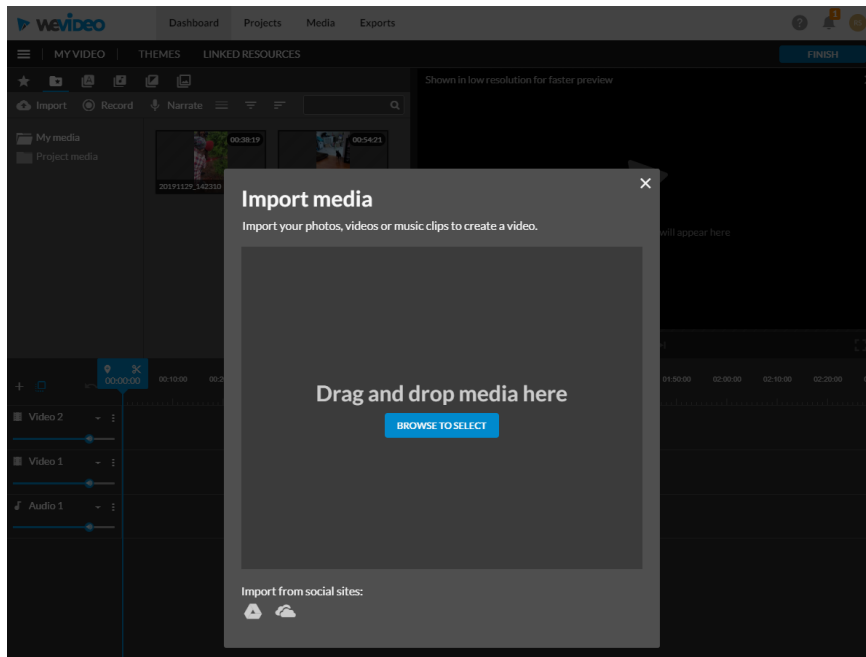 WeVideo
Dashboard Projects Media Exports
1
MY VIDEO THEMES LINKED RESOURCES
FINISH
Shown in low resolution for faster preview
Import Record Narrate
My media
Project media
00:38:19
00:54:21
20191129_142310
Import media
Import your photos, videos or music clips to create a video.
will appear here
Drag and drop media here
BROWSE TO SELECT
00:00:00 00:10:00 01:50:00 02:00:00 02:10:00 02:20:00
Video 2
Video 1
Audio 1
Import from social sites: